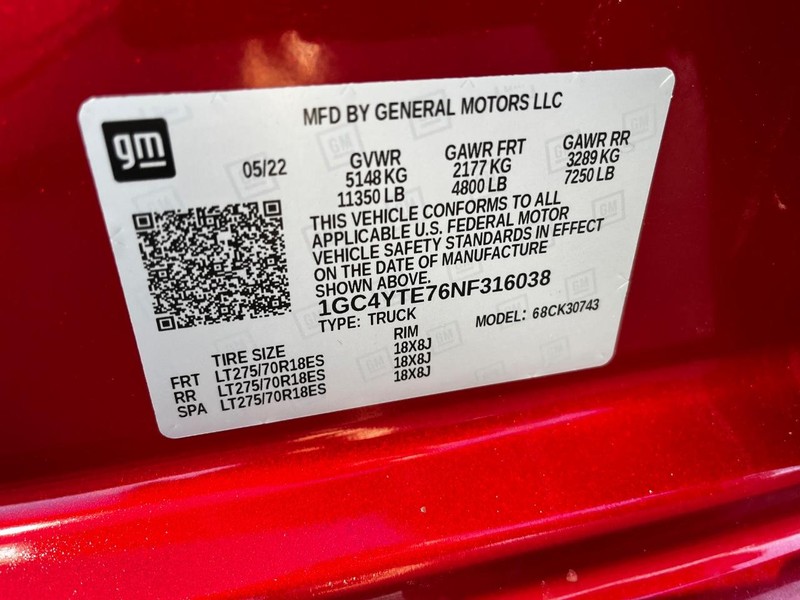 MFD BY GENERAL MOTORS LLC
gm
05/22
GVWR
5148 KG
11350 LB
GAWR FRT
2177 KG
4800 LB
GAWR RR
3289 KG
7250 LB
THIS VEHICLE CONFORMS TO ALL
APPLICABLE U.S. FEDERAL MOTOR
VEHICLE SAFETY STANDARDS IN EFFECT
ON THE DATE OF MANUFACTURE
SHOWN ABOVE.
1GC4YTE76NF316038
TYPE: TRUCK
MODEL: 68CK30743
TIRE SIZE RIM
FRT LT275/70R18ES 18X8J
RR LT275/70R18ES 18X8J
SPA LT275/70R18ES 18X8J